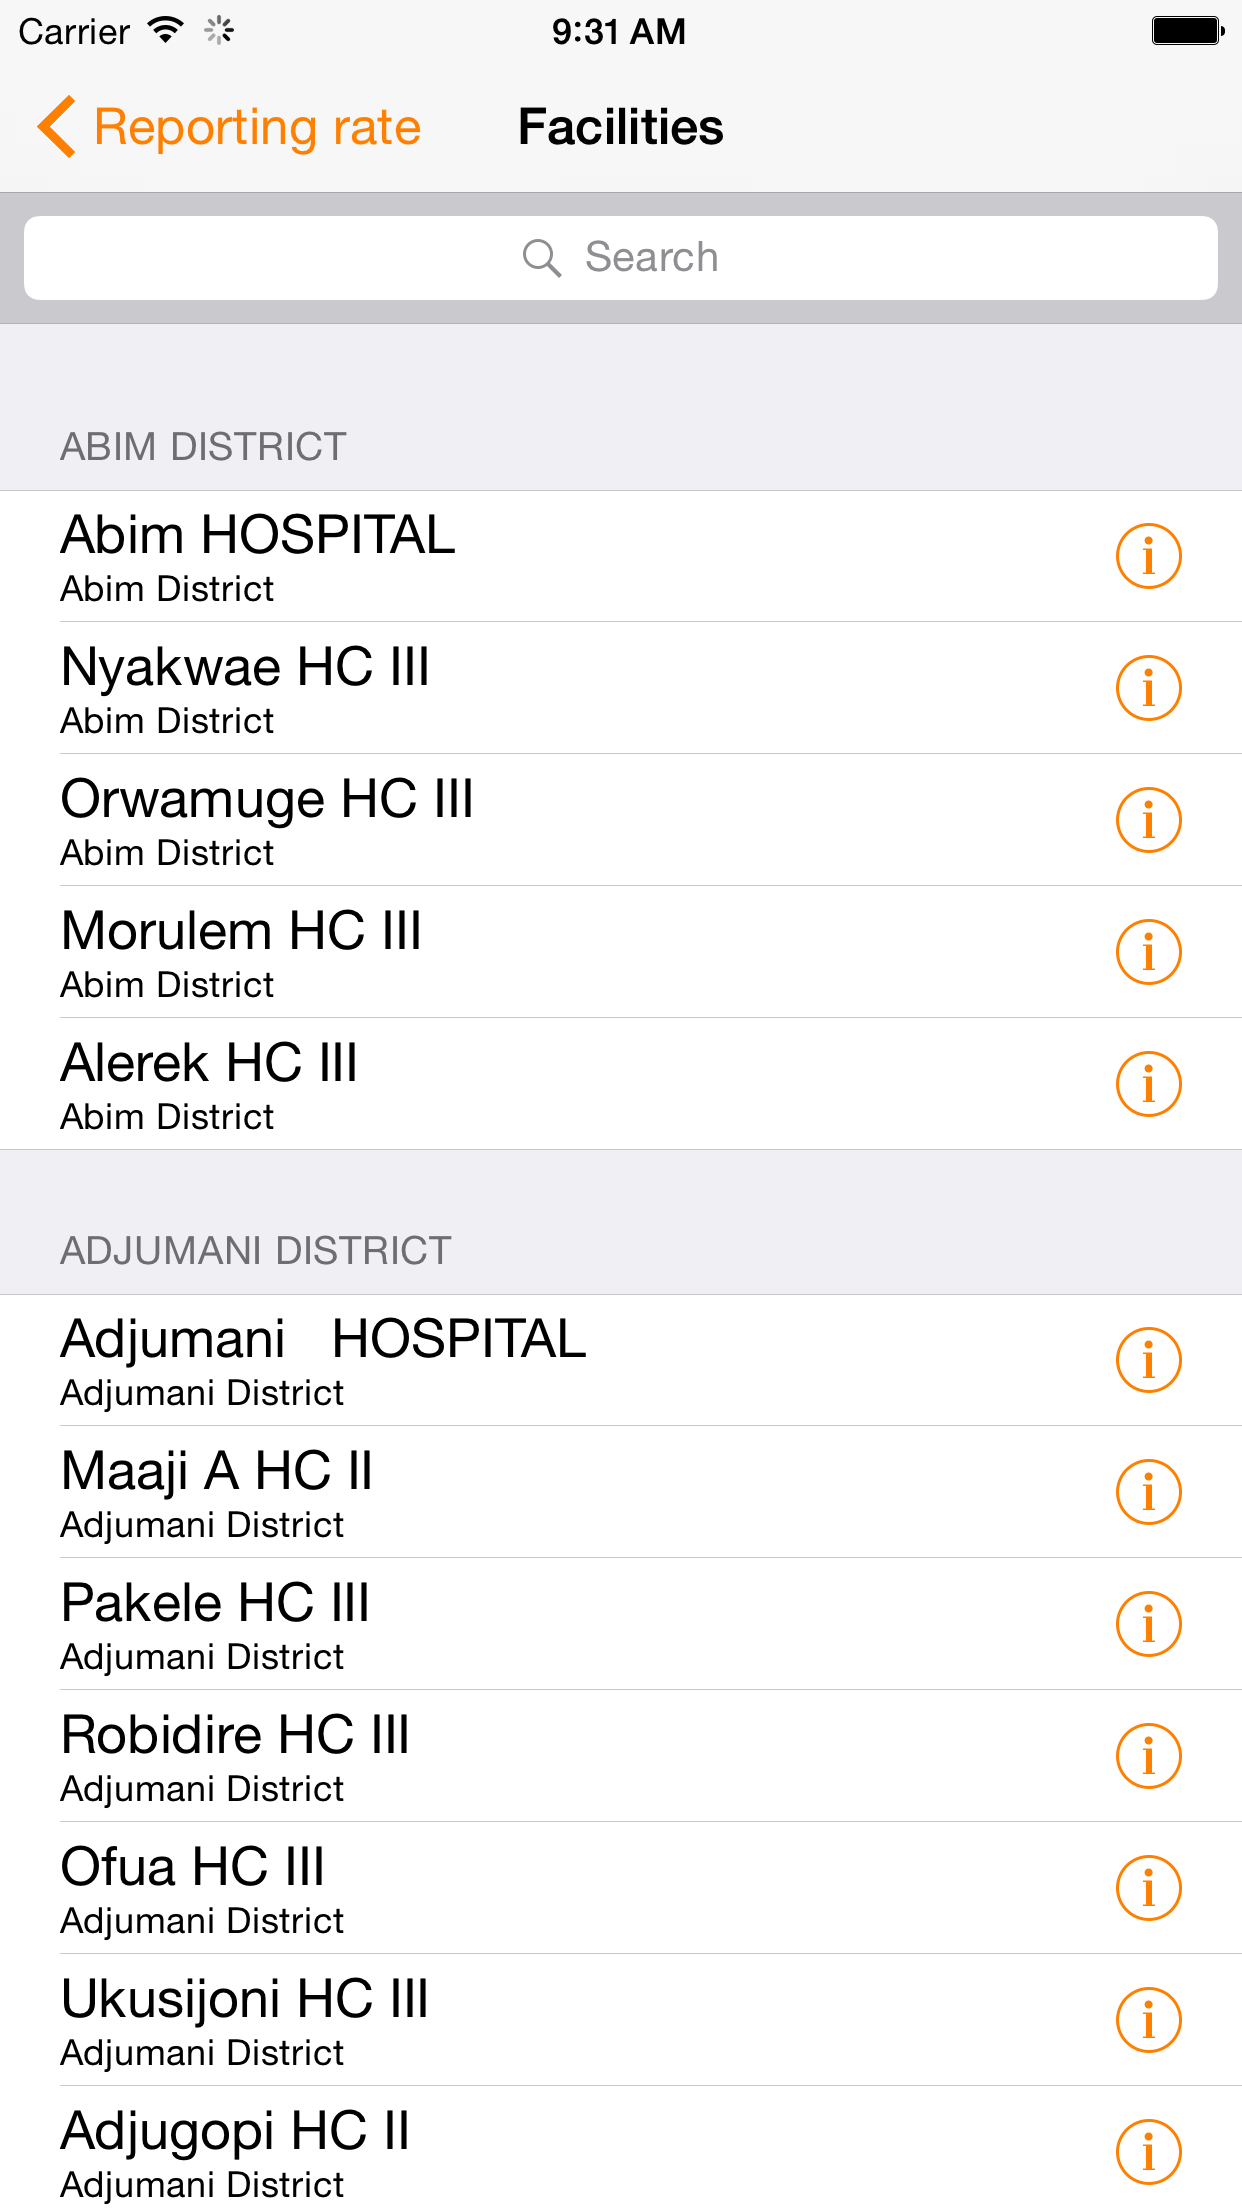 Carrier 9:31 AM
Reporting rate Facilities
Search
ABIM DISTRICT
Abim HOSPITAL
Abim District
Nyakwae HC III
Abim District
Orwamuge HC III
Abim District
Morulem HC III
Abim District
Alerek HC III
Abim District
ADJUMANI DISTRICT
Adjumani   HOSPITAL
Adjumani District
Maaji A HC II
Adjumani District
Pakele HC III
Adjumani District
Robidire HC III
Adjumani District
Ofua HC III
Adjumani District
Ukusijoni HC III
Adjumani District
Adjugopi HC II
Adjumani District